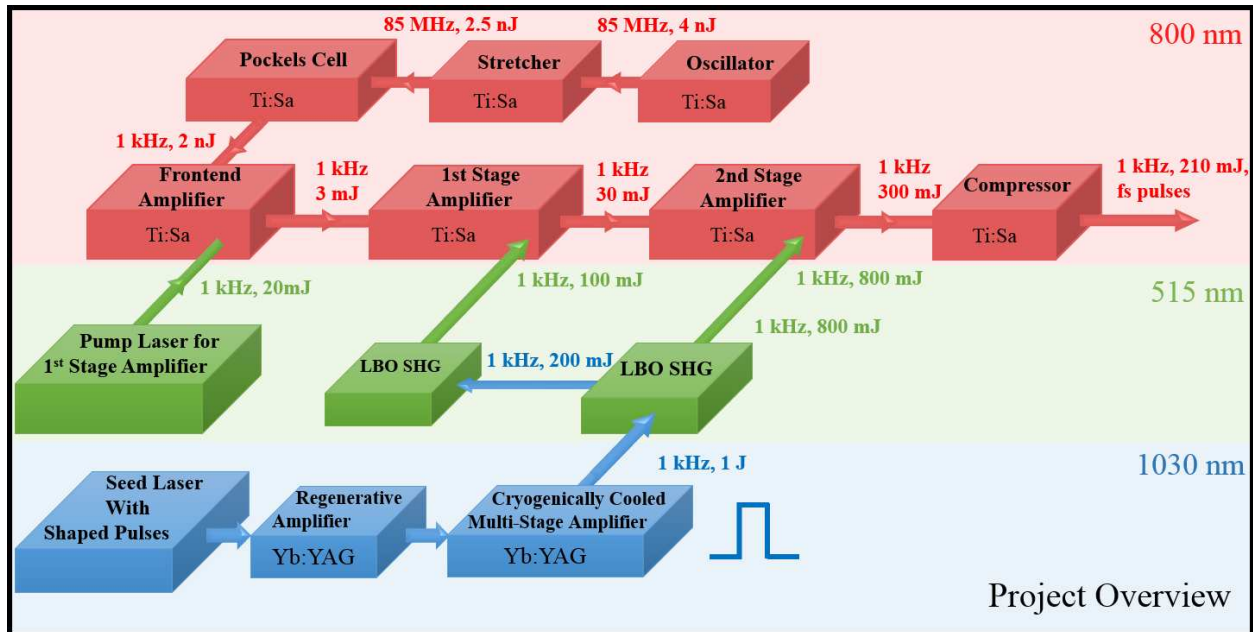 800 nm
85 MHz, 2.5 nJ
85 MHz, 4 nJ
Pockels Cell
Ti:Sa
Stretcher
Ti:Sa
Oscillator
Ti:Sa
1 kHz, 2 nJ
Frontend
Amplifier
Ti:Sa
1 kHz
3 mJ
1st Stage
Amplifier
Ti:Sa
1 kHz
30 mJ
2nd Stage
Amplifier
Ti:Sa
1 kHz
300 mJ
Compressor
Ti:Sa
1 kHz, 210 mJ,
fs pulses
515 nm
1 kHz, 20mJ
1 kHz, 100 mJ
1 kHz, 800 mJ
1 kHz, 800 mJ
Pump Laser for
1st Stage Amplifier
LBO SHG
1 kHz, 200 mJ
LBO SHG
1030 nm
1 kHz, 1 J
Seed Laser
With
Shaped Pulses
Regenerative
Amplifier
Yb:YAG
Cryogenically Cooled
Multi-Stage Amplifier
Yb:YAG
Project Overview